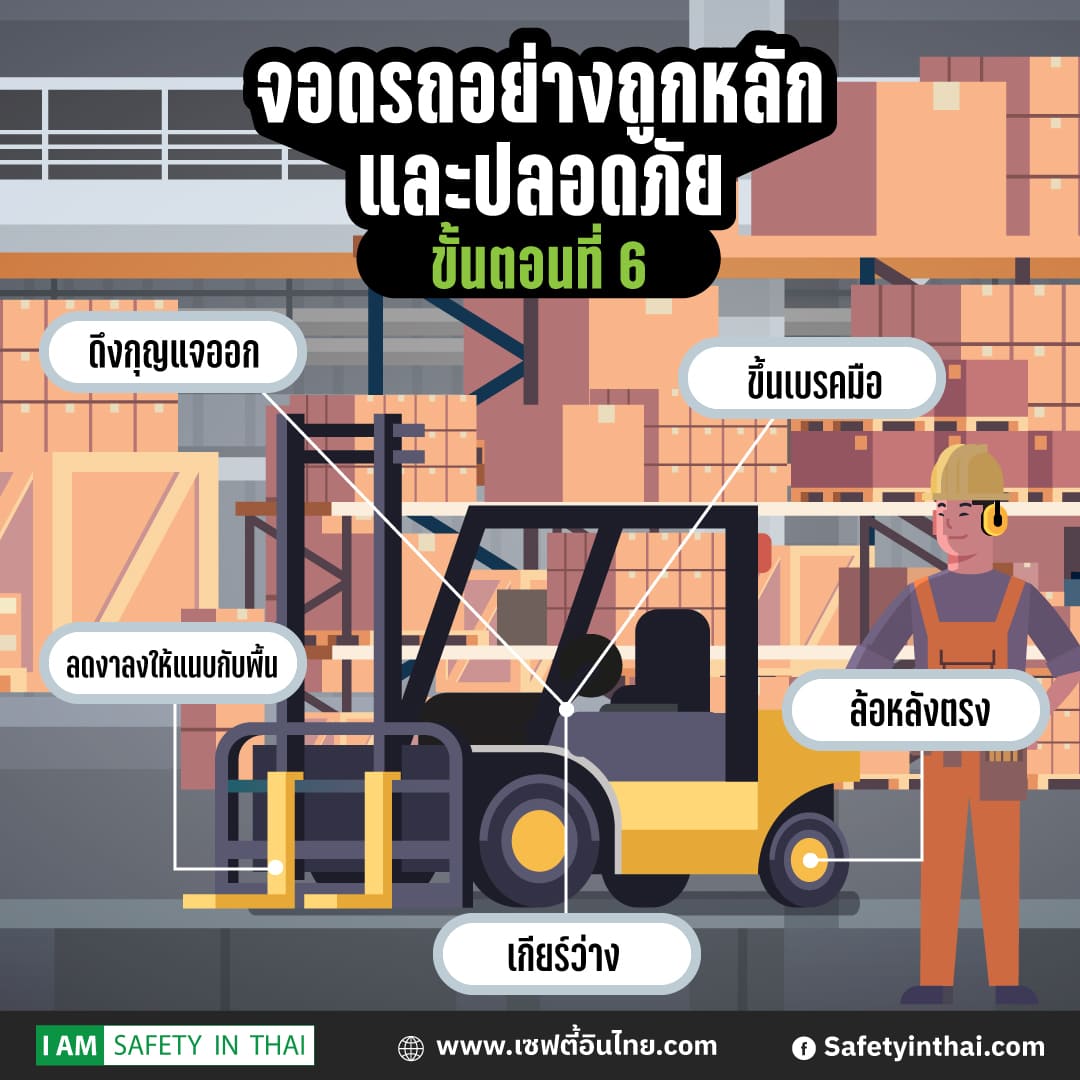 จอดรถอย่างถูกหลัก
และปลอดภัย
ขั้นตอนที่ 6
ดึงกุญแจออก
ขึ้นเบรคมือ
ลดงาลงให้แนบกับพื้น
ล้อหลังตรง
เกียร์ว่าง
I AM SAFETY IN THAI
www.เซฟตี้อินไทย.com
Safetyinthai.com